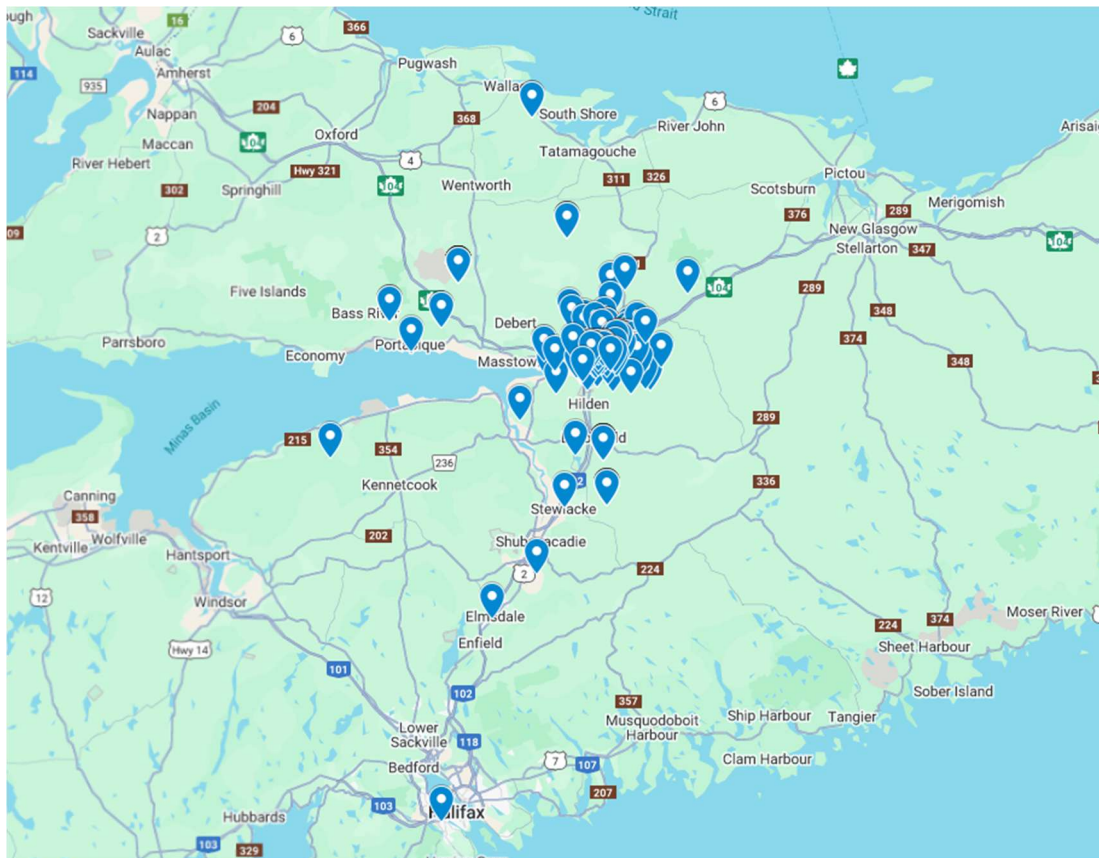 Strait
16
366
Sackville
6
Aulac
Pugwash
114
Amherst
935
Wallace
6
204
368
South Shore
Nappan
River John
Oxford
104
Maccan
4
Tatamagouche
River Hebert
Hwy 321
311
326
Pictou
302
Springhill
104
Wentworth
Scotsburn
289
Merigomish
376
New Glasgow
2
Stellarton
347
104
Five Islands
289
104
Bass River
348
Debert
Parrsboro
Portapique
374
Economy
Masstown
348
Hilden
Minas Basin
289
215
354
236
Kennetcook
336
Canning
Stewiacke
358
202
Shubenacadie
Kentville
Wolfville
Hantsport
2
224
12
Windsor
Elmsdale
374
Moser River
224
Enfield
Sheet Harbour
Hwy 14
101
102
Sober Island
357
Ship Harbour
Tangier
Lower
Sackville
Musquodoboit
Harbour
118
Bedford
7
107
Clam Harbour
207
103
Halifax
Hubbards
103
329